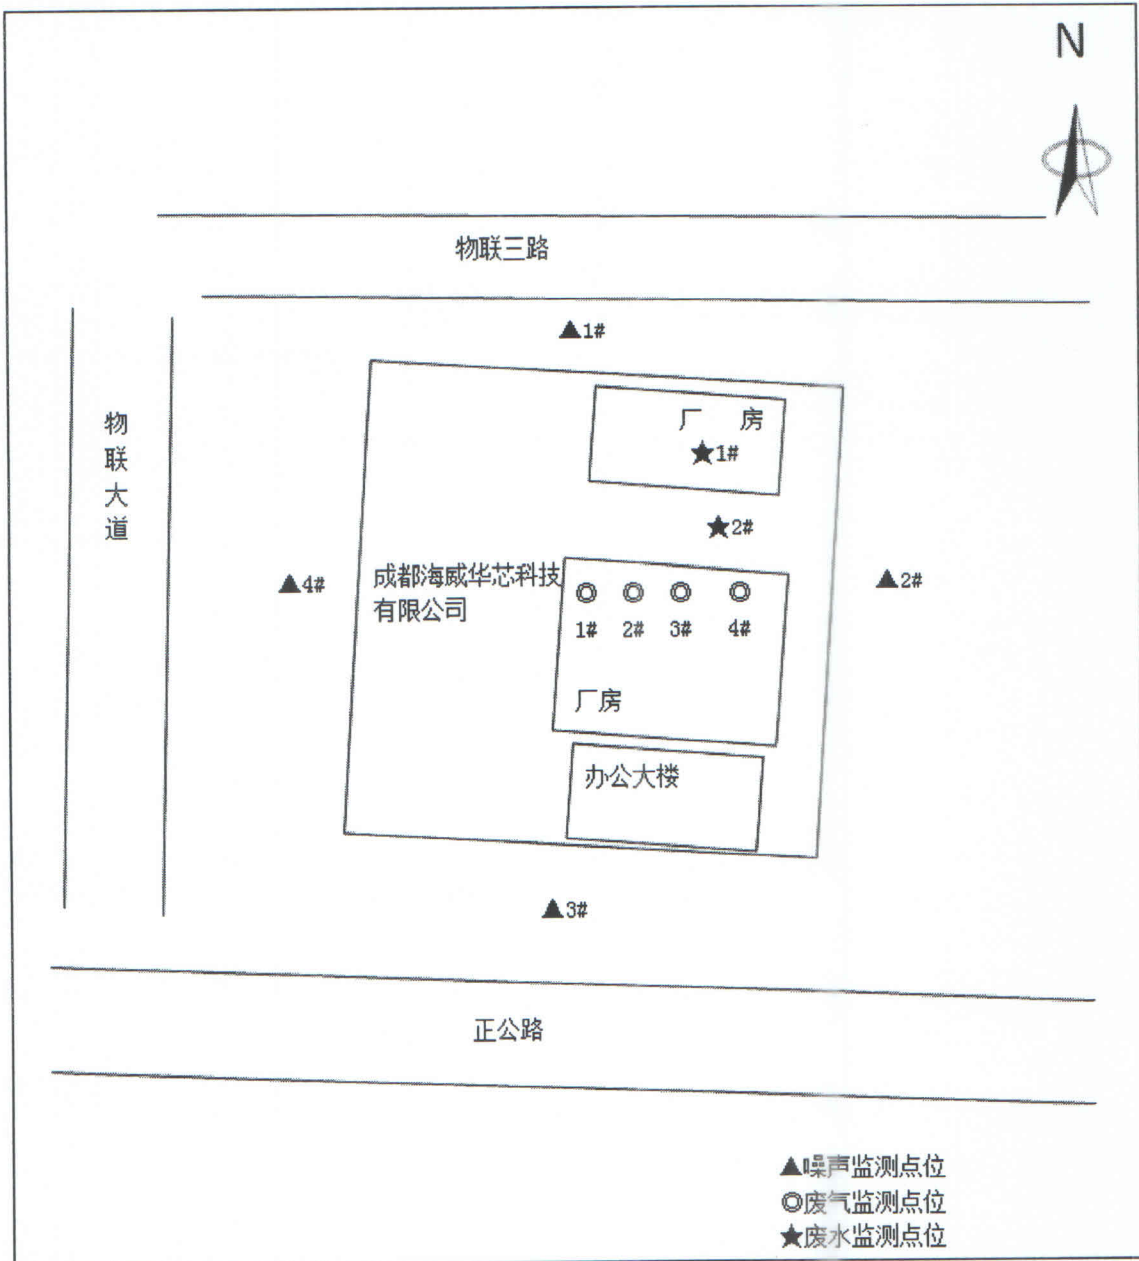 N
物联三路
▲1#
厂 房
★1#
物联大道
★2#
▲4#
成都海威华芯科技
有限公司
▲2#
◎ ◎ ◎ ◎
1# 2# 3# 4#
厂房
办公大楼
▲3#
正公路
▲噪声监测点位
◎废气监测点位
★废水监测点位